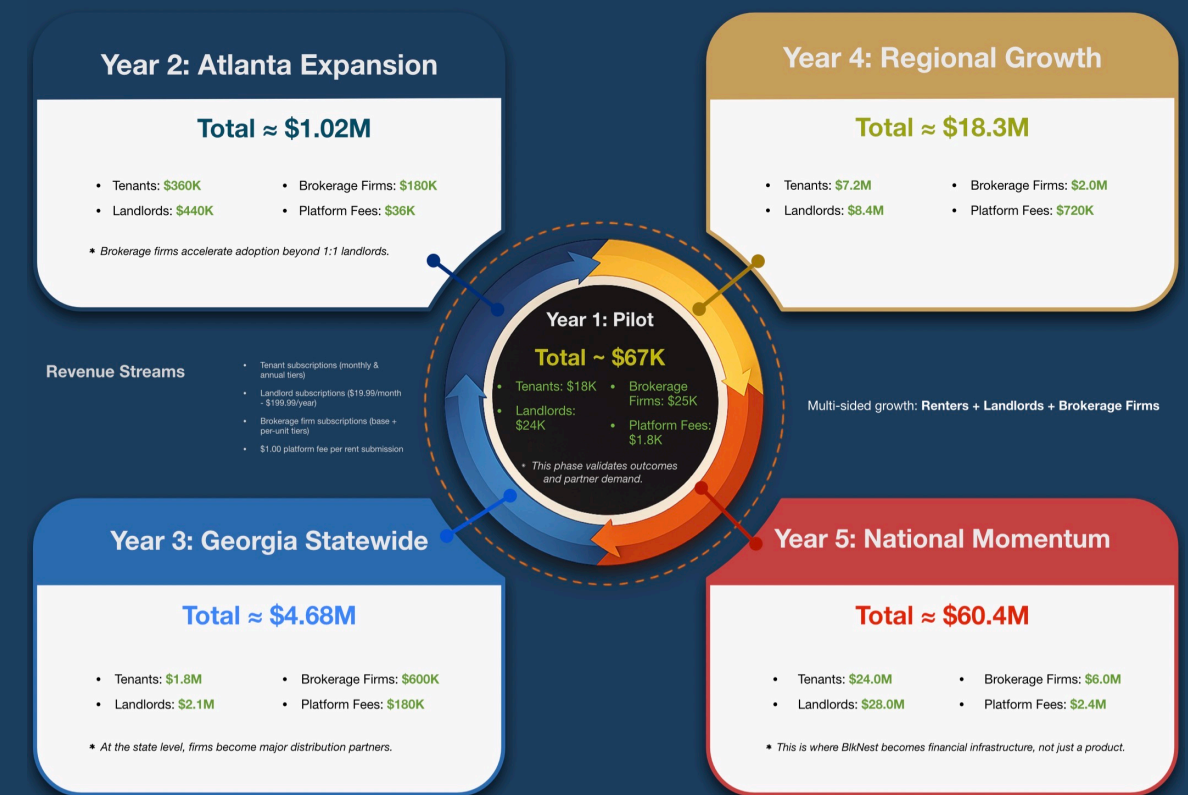 Year 2: Atlanta Expansion
Total ≈ $1.02M
• Tenants: $360K
• Landlords: $440K
• Brokerage Firms: $180K
• Platform Fees: $36K
* Brokerage firms accelerate adoption beyond 1:1 landlords.
Year 4: Regional Growth
Total ≈ $18.3M
• Tenants: $7.2M
• Landlords: $8.4M
• Brokerage Firms: $2.0M
• Platform Fees: $720K
Year 1: Pilot
Total ~ $67K
• Tenants: $18K
• Landlords:
$24K
• Brokerage
Firms: $25K
• Platform Fees:
$1.8K
* This phase validates outcomes
and partner demand.
Revenue Streams
• Tenant subscriptions (monthly &
annual tiers)
• Landlord subscriptions ($19.99/month
- $199.99/year)
• Brokerage firm subscriptions (base +
per-unit tiers)
• $1.00 platform fee per rent submission
Multi-sided growth: Renters + Landlords + Brokerage Firms
Year 3: Georgia Statewide
Total ≈ $4.68M
• Tenants: $1.8M
• Landlords: $2.1M
• Brokerage Firms: $600K
• Platform Fees: $180K
* At the state level, firms become major distribution partners.
Year 5: National Momentum
Total ≈ $60.4M
• Tenants: $24.0M
• Landlords: $28.0M
• Brokerage Firms: $6.0M
• Platform Fees: $2.4M
* This is where BlkNest becomes financial infrastructure, not just a product.